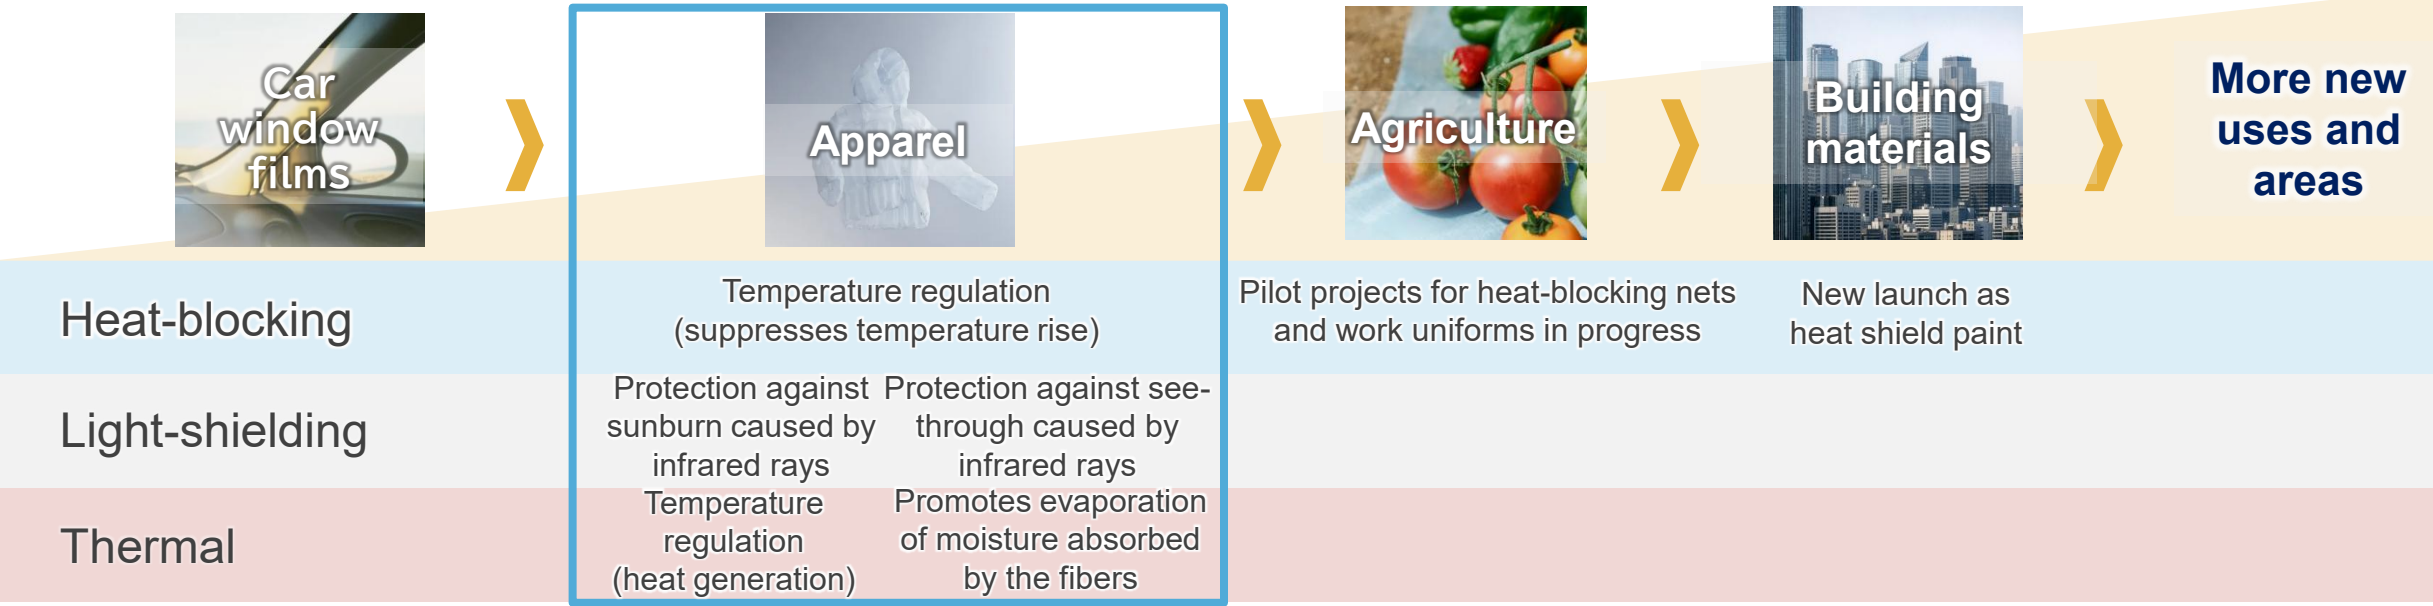 Car
window
films
Apparel
Agriculture
Building
materials
More new
uses and
areas
Heat-blocking
Temperature regulation
(suppresses temperature rise)
Pilot projects for heat-blocking nets
and work uniforms in progress
New launch as
heat shield paint
Light-shielding
Protection against
sunburn caused by
infrared rays
Protection against see-
through caused by
infrared rays
Thermal
Temperature
regulation
(heat generation)
Promotes evaporation
of moisture absorbed
by the fibers